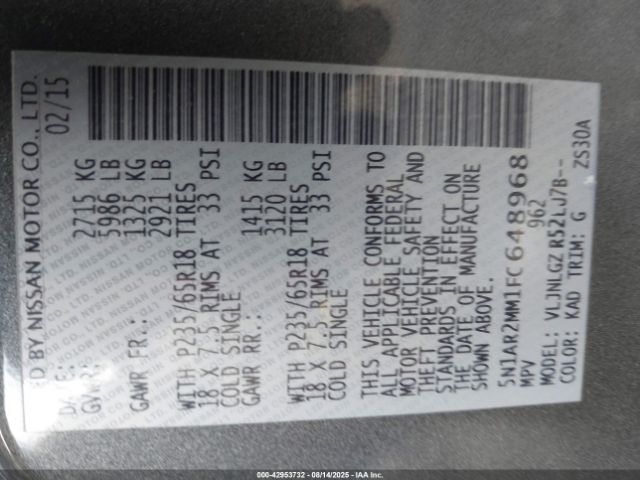 ED BY NISSAN MOTOR CO., LTD.
DATE: 02/15
GVWR: 2715 KG
5986 LB
GAWR FR.: 1325 KG
2921 LB
WITH P235/65R18 TIRES
18 X 7.5 RIMS AT 33 PSI
COLD SINGLE
GAWR RR.: 1415 KG
3120 LB
WITH P235/65R18 TIRES
18 X 7.5 RIMS AT 33 PSI
COLD SINGLE
THIS VEHICLE CONFORMS TO
ALL APPLICABLE FEDERAL
MOTOR VEHICLE SAFETY AND
THEFT PREVENTION
STANDARDS IN EFFECT ON
THE DATE OF MANUFACTURE
SHOWN ABOVE.
5N1AR2MM1FC648968
MPV 962
MODEL: VLJNLGZ R52LJ7B--
COLOR: KAD TRIM: G ZS30A
000-42953732 - 08/14/2025 - IAA Inc.